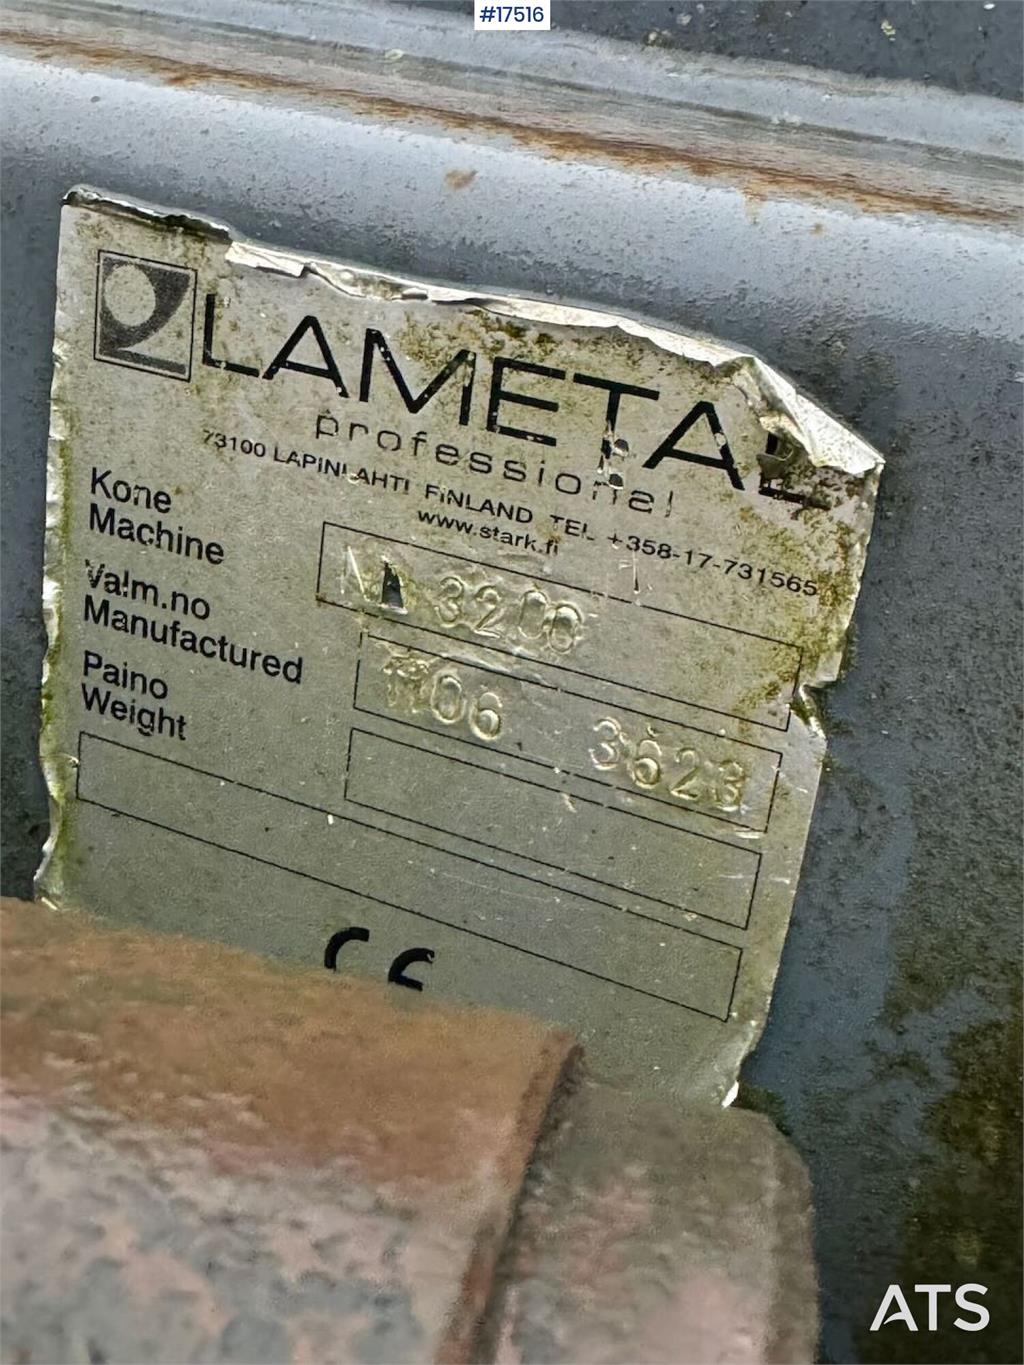 #17516
LAMETAL
professional
73100 LAPINLAHTI FINLAND TEL +358-17-731565
www.stark.fi
Kone
Machine
3200
Valm.no
Manufactured
1106 3623
Paino
Weight
CE
ATS